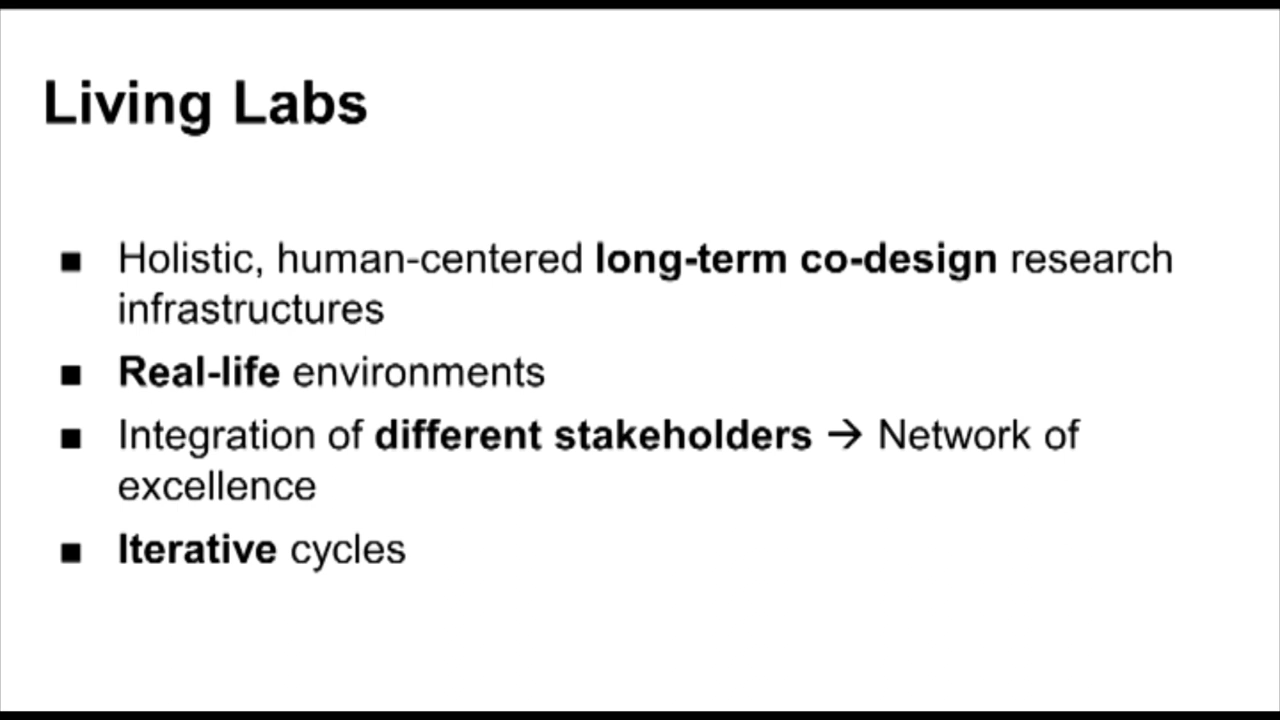 Living Labs
■ Holistic, human-centered long-term co-design research
infrastructures
■ Real-life environments
■ Integration of different stakeholders → Network of
excellence
■ Iterative cycles